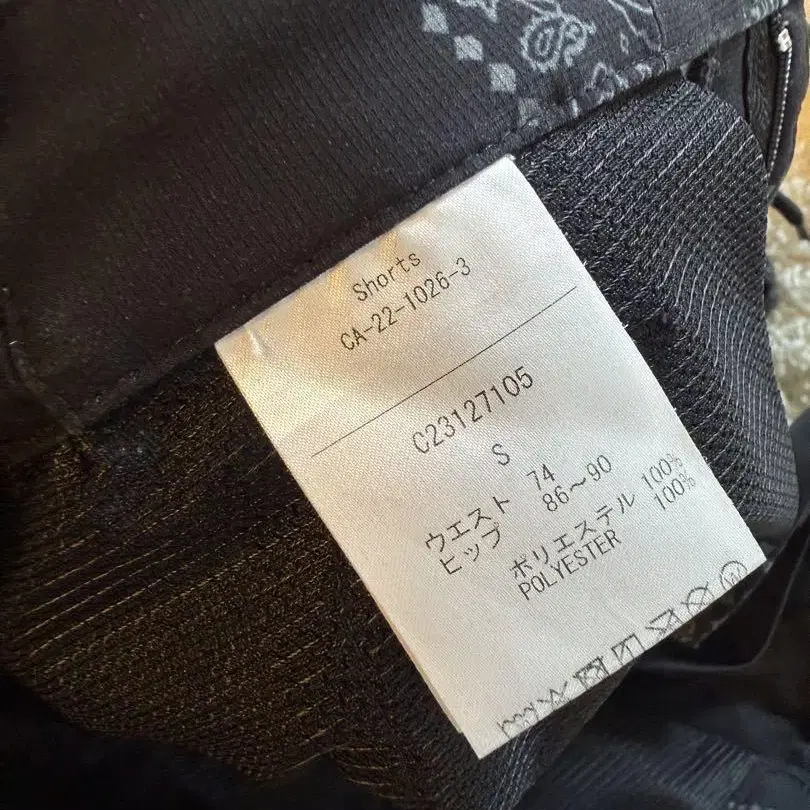 Shorts
CA-22-1026-3
C23127105
S
ウエスト 74
ヒップ 86～90
ポリエステル 100%
POLYESTER 100%